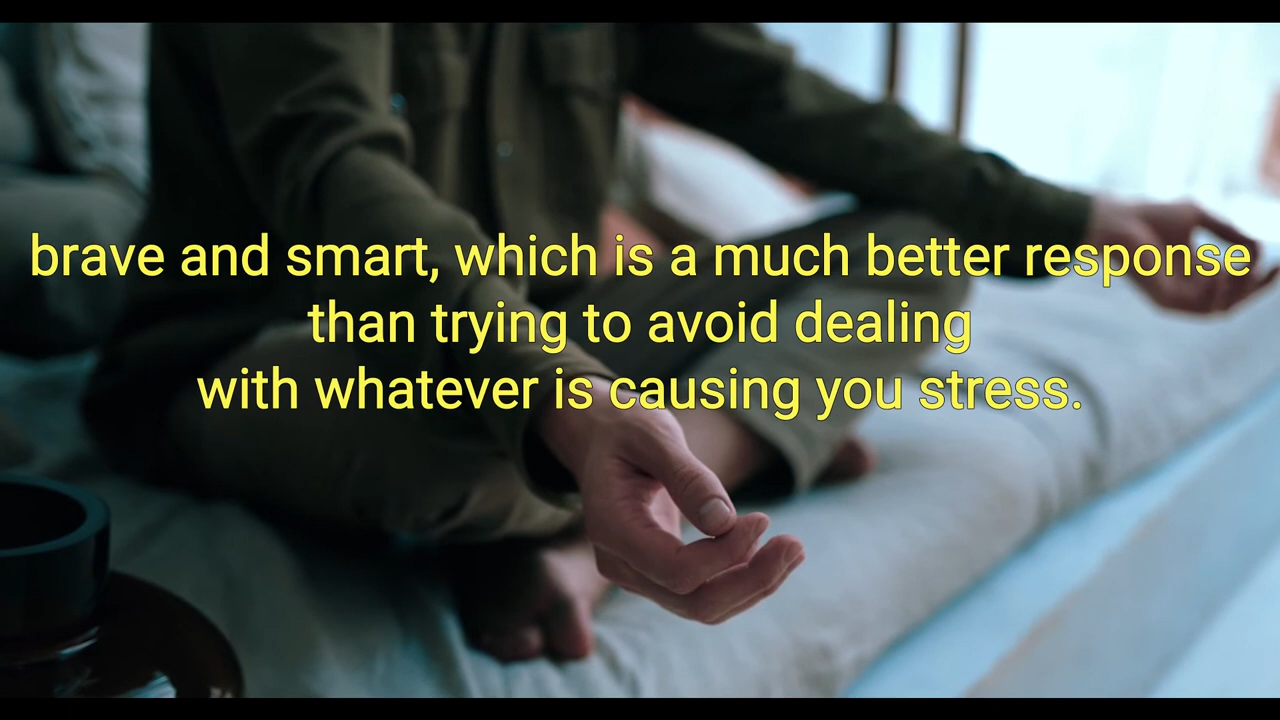 brave and smart, which is a much better response
than trying to avoid dealing
with whatever is causing you stress.